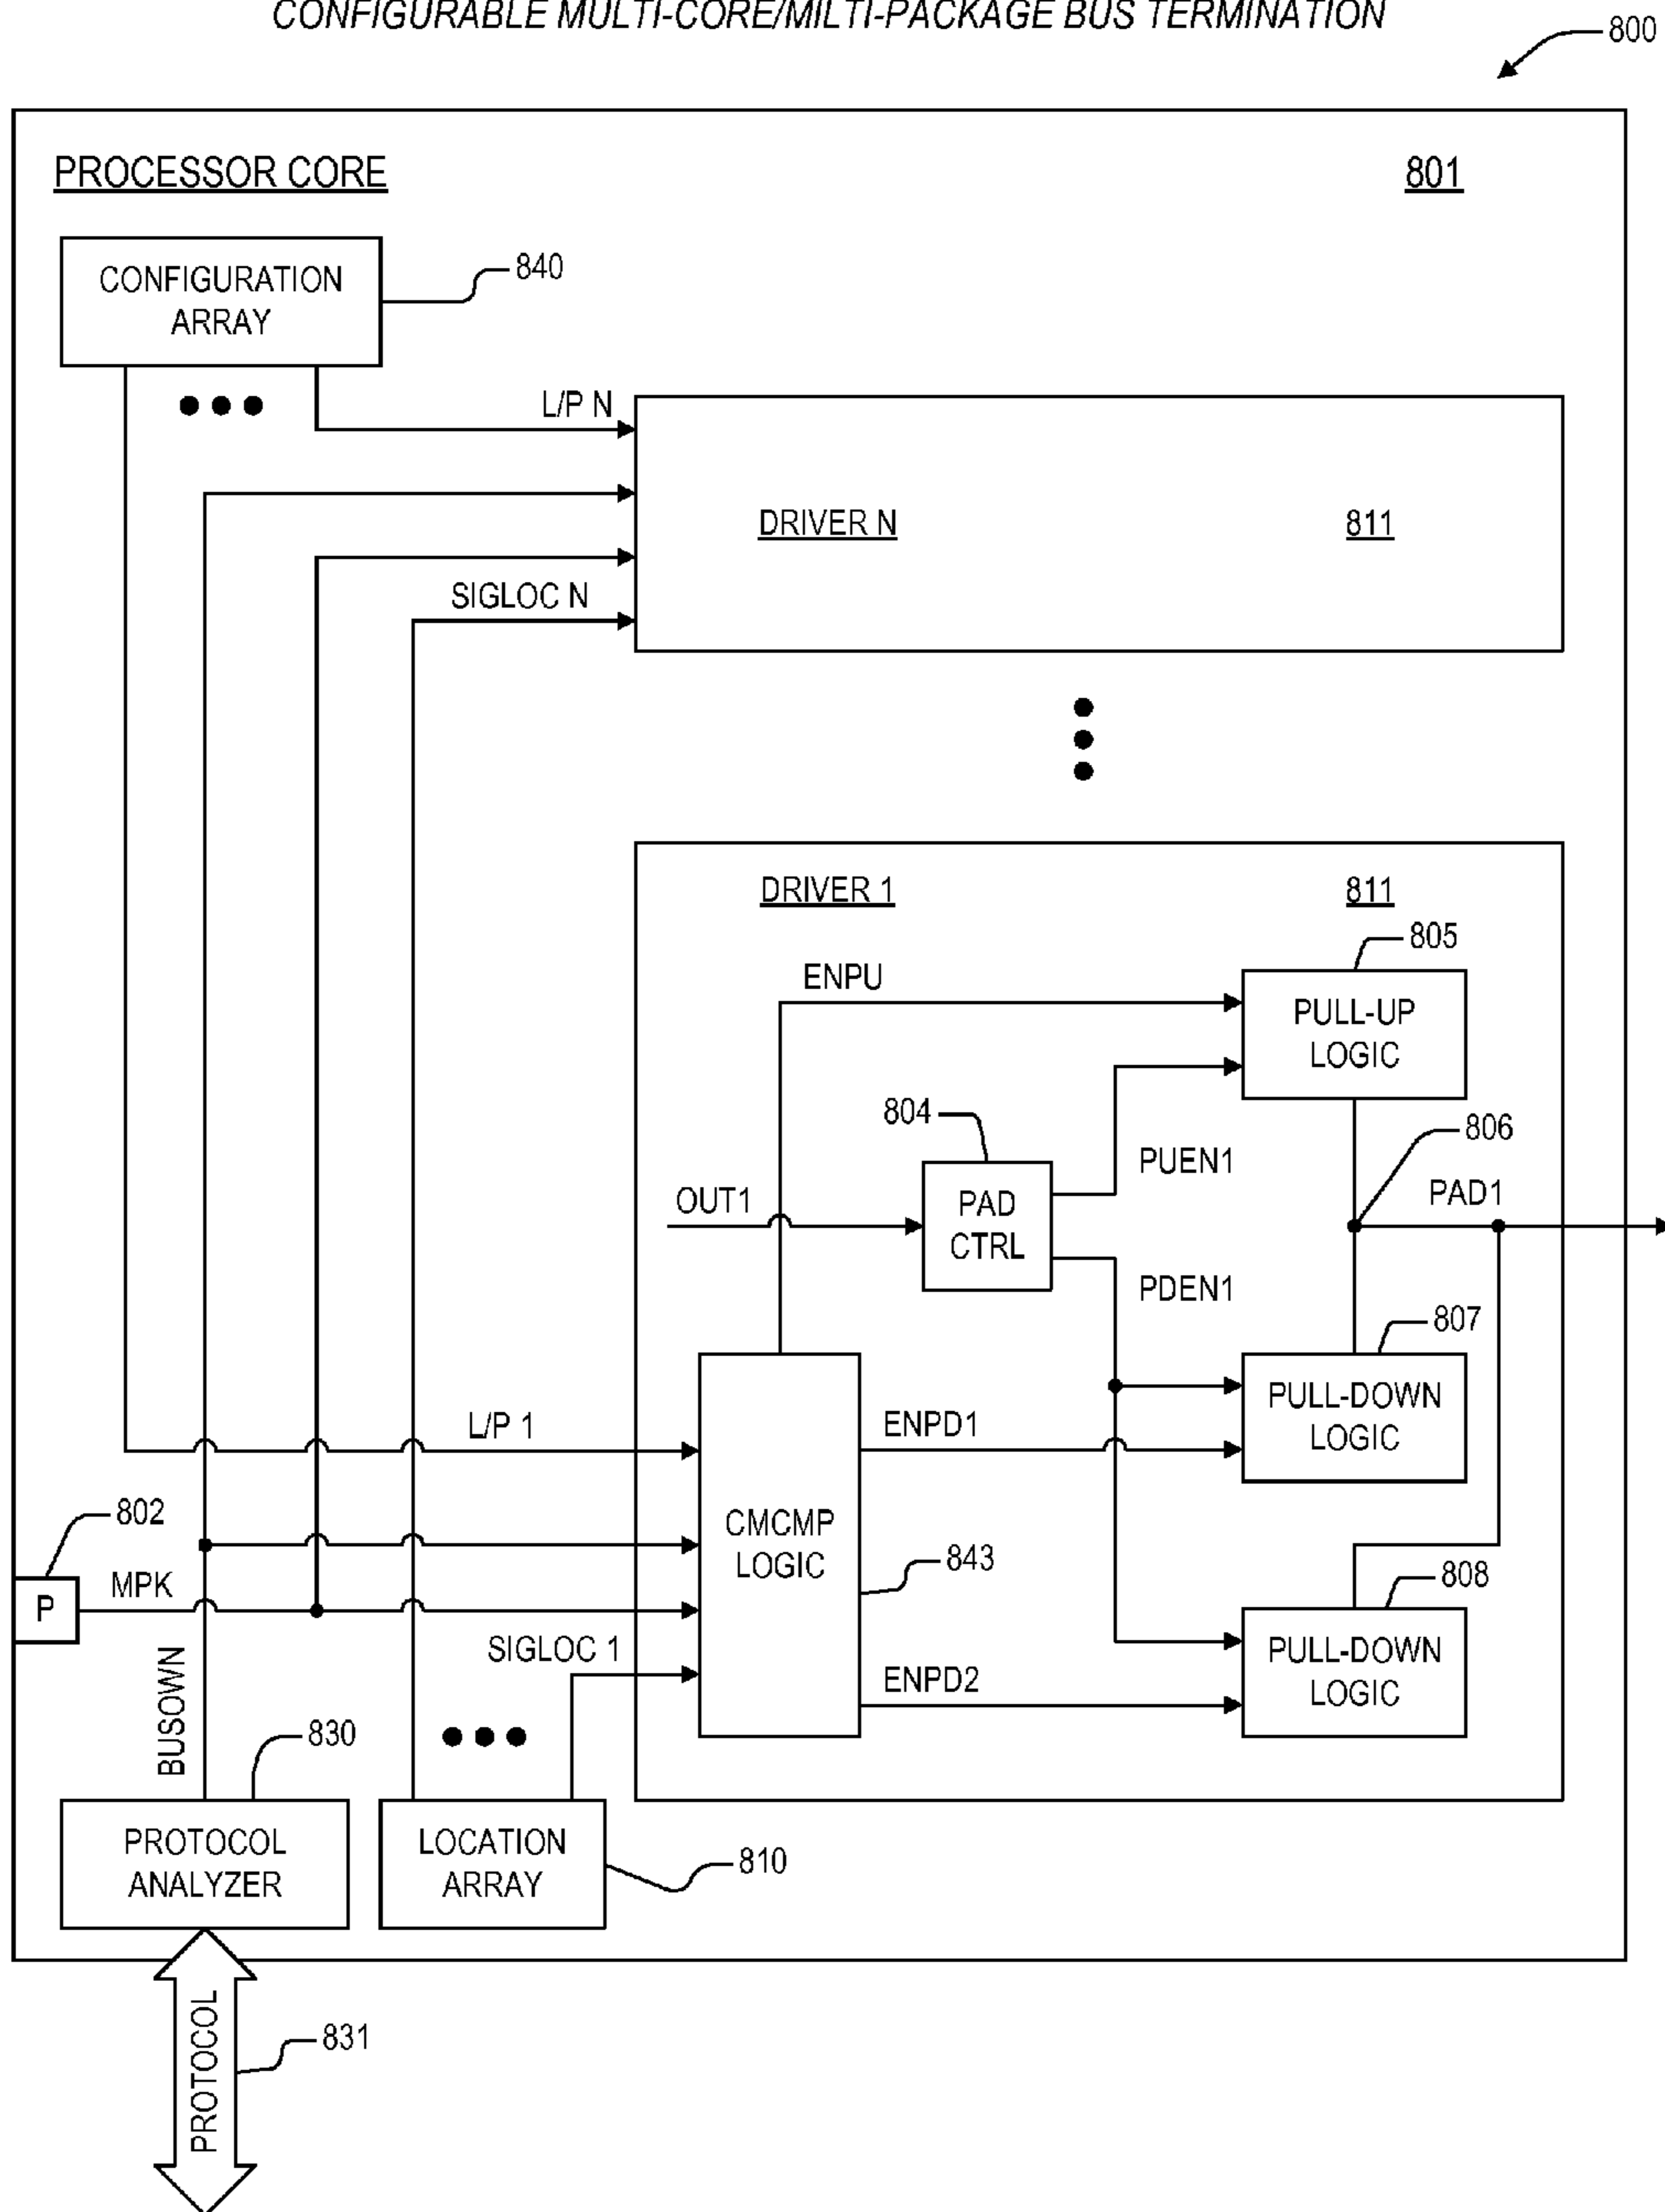 CONFIGURABLE MULTI-CORE/MILTI-PACKAGE BUS TERMINATION
800
PROCESSOR CORE
801
CONFIGURATION
ARRAY
840
L/P N
DRIVER N
811
SIGLOC N
DRIVER 1
811
805
ENPU
PULL-UP
LOGIC
804
806
PUEN1
OUT1
PAD
CTRL
PAD1
PDEN1
807
L/P 1
ENPD1
PULL-DOWN
LOGIC
802
CMCMP
LOGIC
843
P
MPK
808
SIGLOC 1
BUSOWN
ENPD2
PULL-DOWN
LOGIC
830
PROTOCOL
ANALYZER
LOCATION
ARRAY
810
PROTOCOL
831